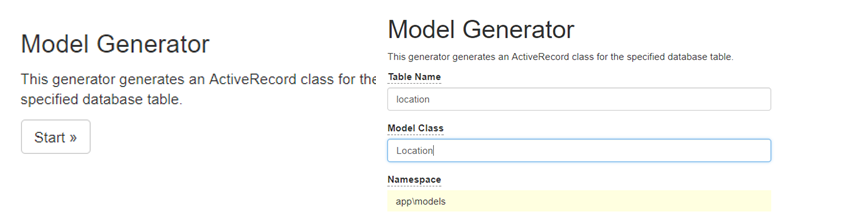 Model Generator
This generator generates an ActiveRecord class for the
specified database table.
Start »
Model Generator
This generator generates an ActiveRecord class for the specified database table.
Table Name
location
Model Class
Location
Namespace
app\models